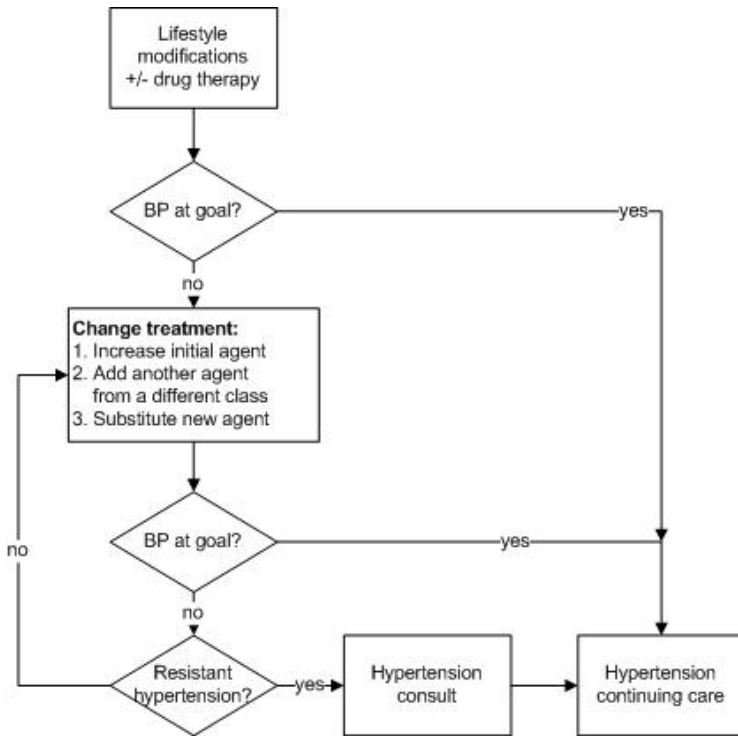 Lifestyle
modifications
+/- drug therapy
BP at goal?
yes
no
Change treatment:
1. Increase initial agent
2. Add another agent
from a different class
3. Substitute new agent
BP at goal?
yes
no
no
Resistant
hypertension?
yes
Hypertension
consult
Hypertension
continuing care